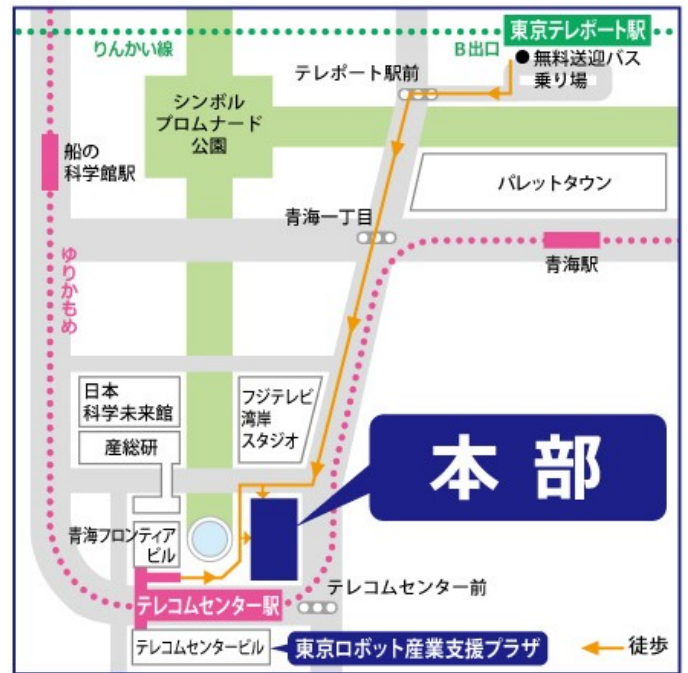 東京テレポート駅
りんかい線
B出口
●無料送迎バス
乗り場
テレポート駅前
シンボル
プロムナード
公園
船の
科学館駅
パレットタウン
青海一丁目
青海駅
ゆりかもめ
日本
科学未来館
フジテレビ
湾岸
スタジオ
産総研
本部
青海フロンティア
ビル
テレコムセンター前
テレコムセンター駅
テレコムセンタービル
東京ロボット産業支援プラザ
徒歩